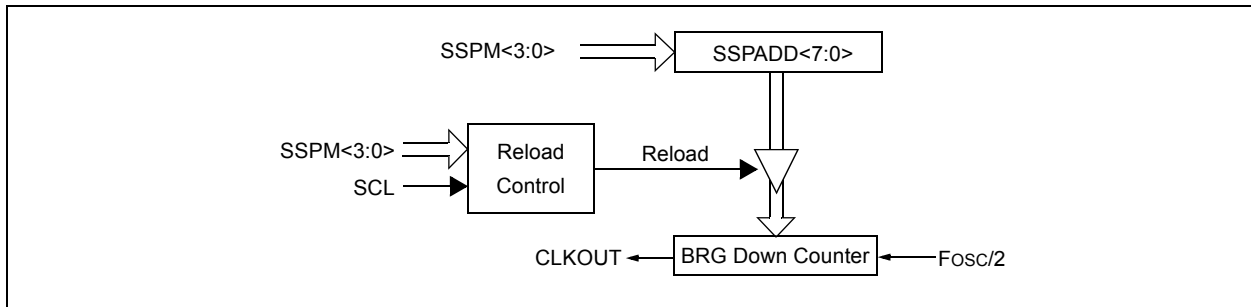 SSPM<3:0>
SSPADD<7:0>
SSPM<3:0>
SCL
Reload
Control
Reload
CLKOUT
BRG Down Counter
FOSC/2